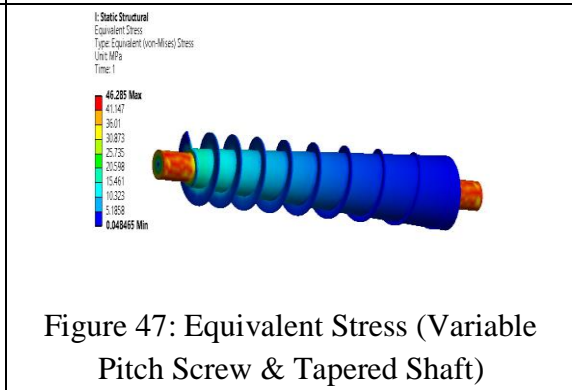 I: Static Structural
Equivalent Stress
Type: Equivalent (von-Mises) Stress
Unit: MPa
Time: 1
46.285 Max
41.147
36.01
30.873
25.735
20.598
15.461
10.323
5.1858
0.048465 Min
Figure 47: Equivalent Stress (Variable
Pitch Screw & Tapered Shaft)